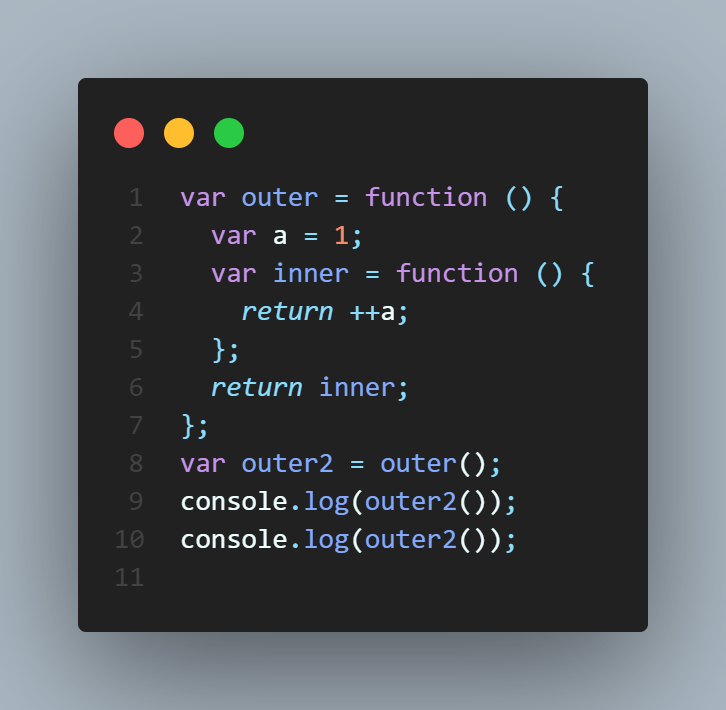 1 var outer = function () {
2   var a = 1;
3   var inner = function () {
4     return ++a;
5   };
6   return inner;
7 };
8 var outer2 = outer();
9 console.log(outer2());
10 console.log(outer2());
11